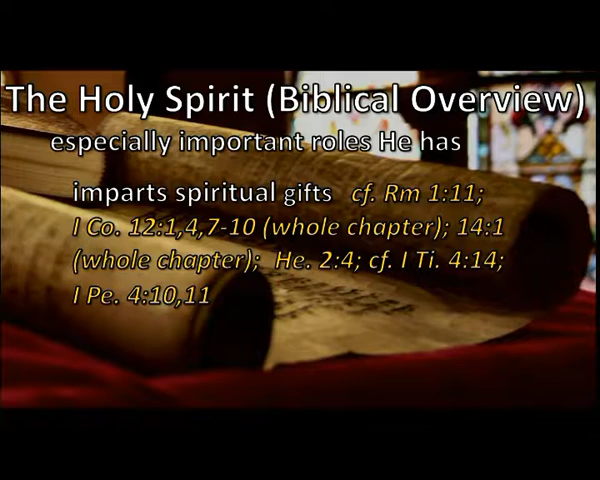 The Holy Spirit (Biblical Overview)
especially important roles He has
imparts spiritual gifts cf. Rm 1:11;
I Co. 12:1,4,7-10 (whole chapter); 14:1
(whole chapter); He. 2:4; cf. I Ti. 4:14;
I Pe. 4:10,11